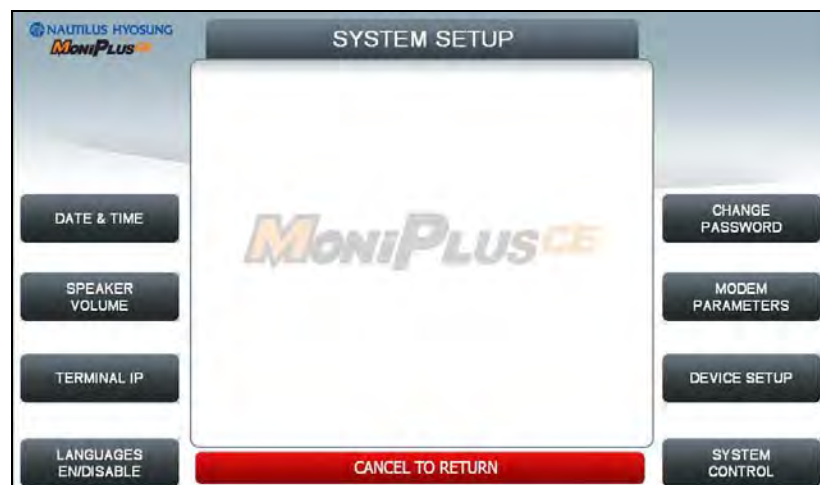 NAUTILUS HYOSUNG
MONIPLUS CE
SYSTEM SETUP
MONIPLUS CE
DATE & TIME
SPEAKER
VOLUME
TERMINAL IP
LANGUAGES
EN/DISABLE
CHANGE
PASSWORD
MODEM
PARAMETERS
DEVICE SETUP
SYSTEM
CONTROL
CANCEL TO RETURN